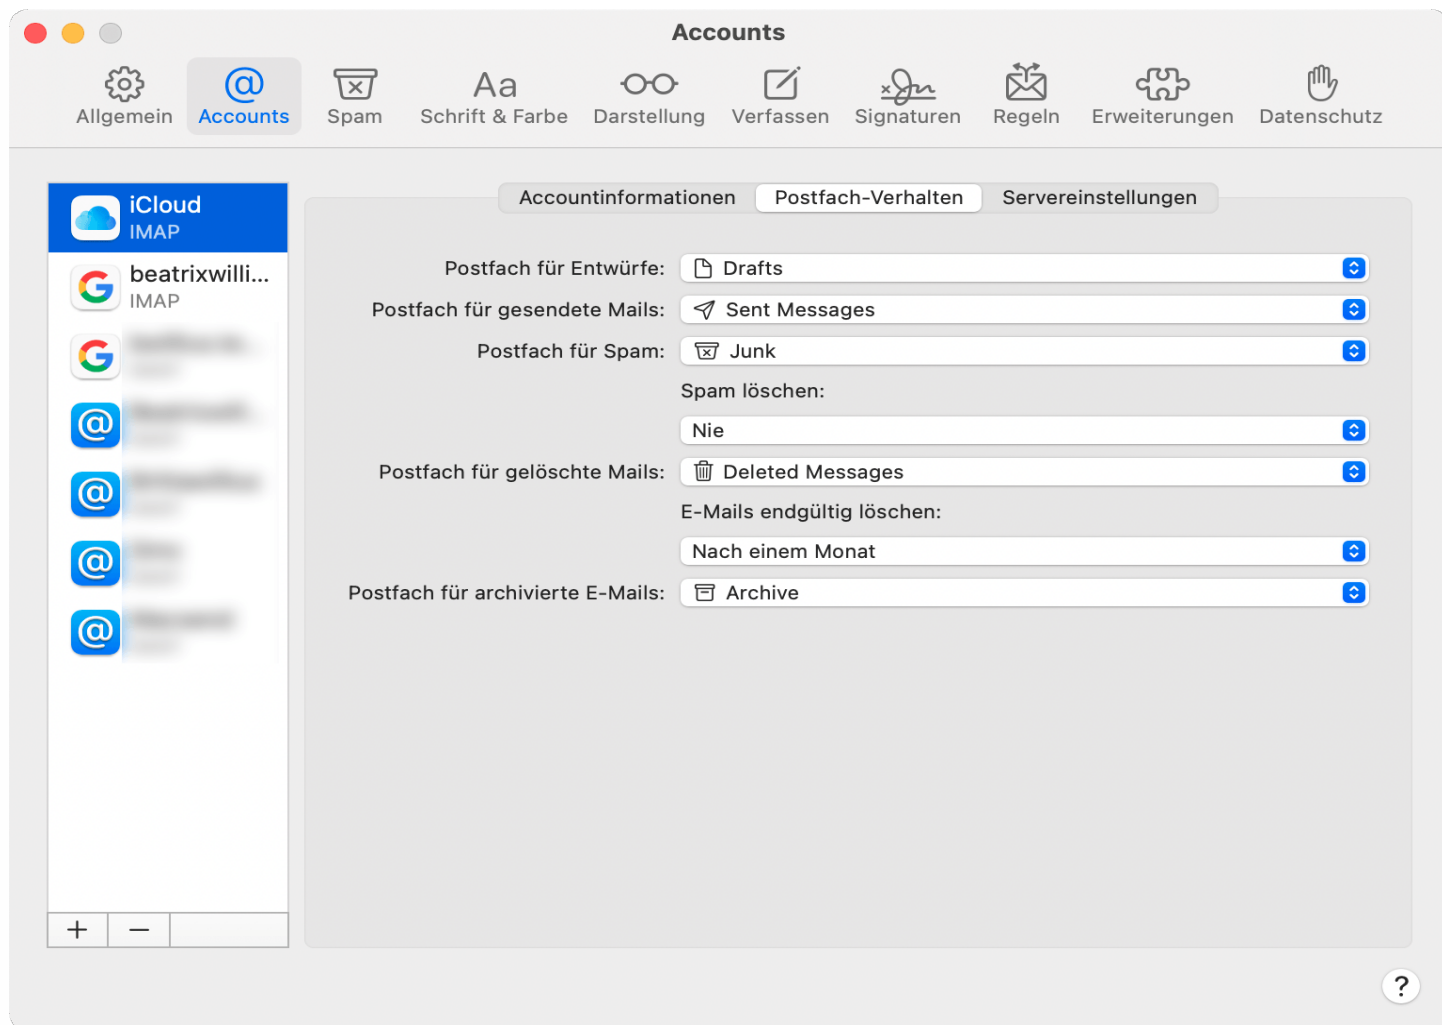 Accounts
Allgemein
Accounts
Spam
Aa
Schrift & Farbe
Darstellung
Verfassen
Signaturen
Regeln
Erweiterungen
Datenschutz
iCloud
IMAP
beatrixwilli...
IMAP
Accountinformationen
Postfach-Verhalten
Servereinstellungen
Postfach für Entwürfe: Drafts
Postfach für gesendete Mails: Sent Messages
Postfach für Spam: Junk
Spam löschen:
Nie
Postfach für gelöschte Mails: Deleted Messages
E-Mails endgültig löschen:
Nach einem Monat
Postfach für archivierte E-Mails: Archive
?